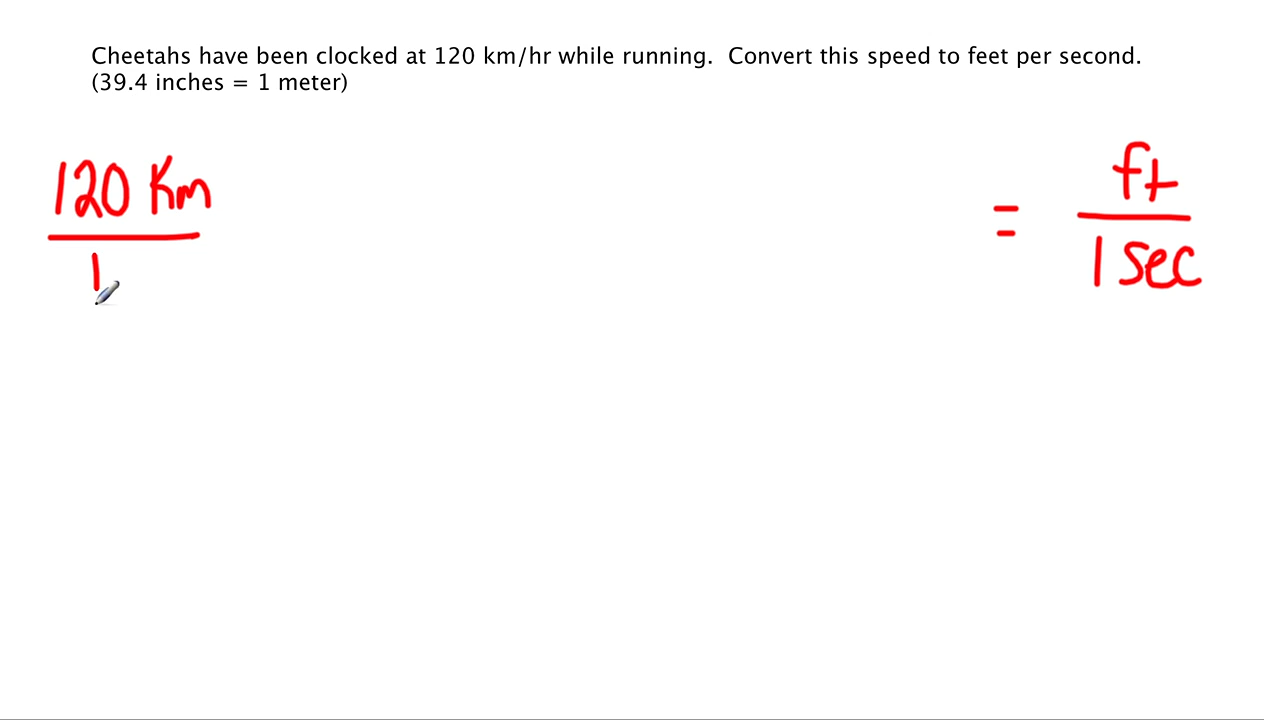 Cheetahs have been clocked at 120 km/hr while running.  Convert this speed to feet per second.
(39.4 inches = 1 meter)
120 Km
1
=
ft
1 sec